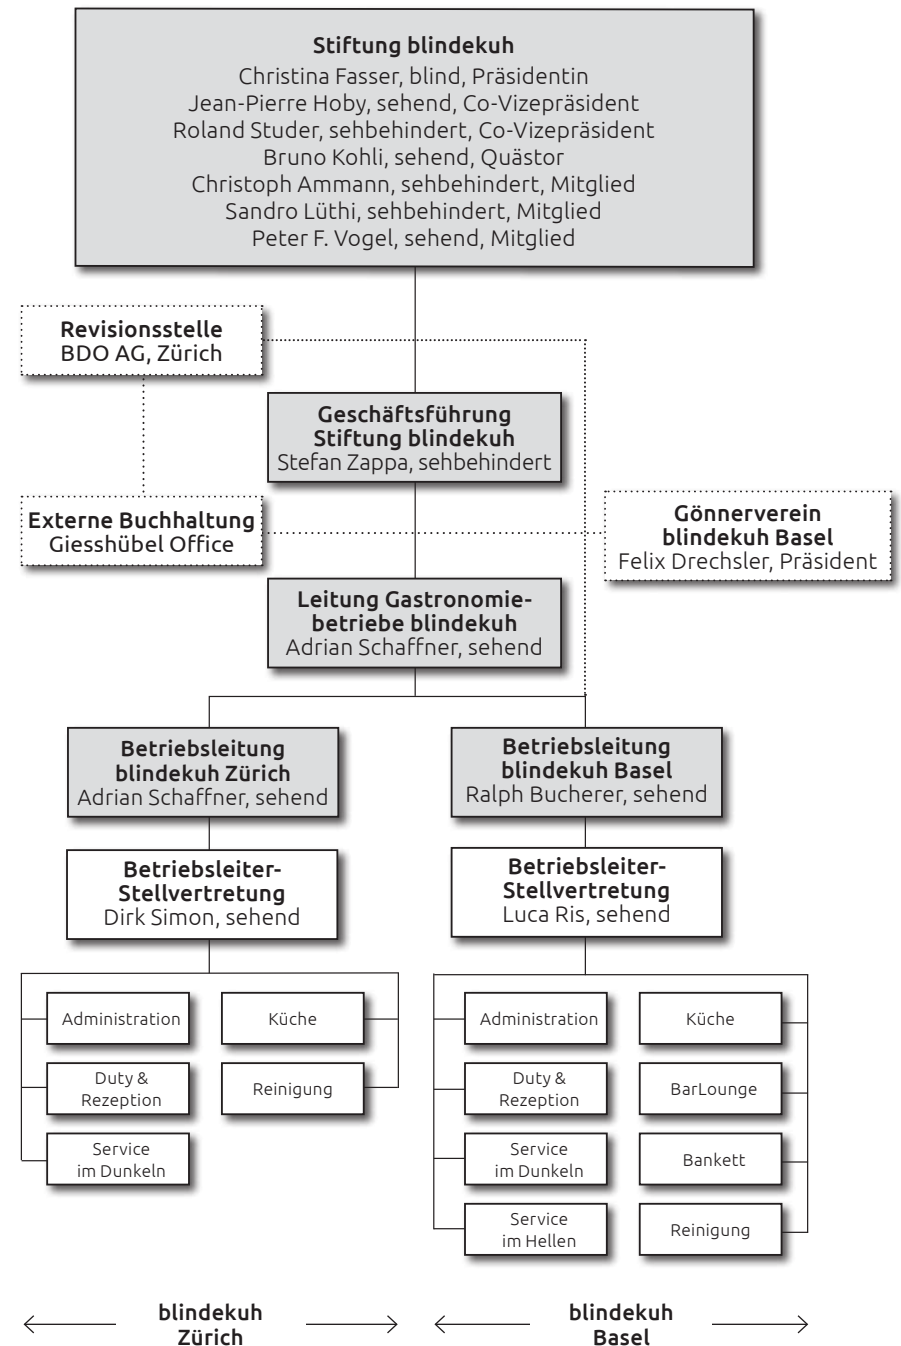 Stiftung blindekuh
Christina Fasser, blind, Präsidentin
Jean-Pierre Hoby, sehend, Co-Vizepräsident
Roland Studer, sehbehindert, Co-Vizepräsident
Bruno Kohli, sehend, Quästor
Christoph Ammann, sehbehindert, Mitglied
Sandro Lüthi, sehbehindert, Mitglied
Peter F. Vogel, sehend, Mitglied
Revisionsstelle
BDO AG, Zürich
Geschäftsführung
Stiftung blindekuh
Stefan Zappa, sehbehindert
Externe Buchhaltung
Giesshübel Office
Gönnerverein
blindekuh Basel
Felix Drechsler, Präsident
Leitung Gastronomie-
betriebe blindekuh
Adrian Schaffner, sehend
Betriebsleitung
blindekuh Zürich
Adrian Schaffner, sehend
Betriebsleitung
blindekuh Basel
Ralph Bucherer, sehend
Betriebsleiter-
Stellvertretung
Dirk Simon, sehend
Betriebsleiter-
Stellvertretung
Luca Ris, sehend
Administration
Küche
Duty &
Rezeption
Reinigung
Service
im Dunkeln
Administration
Küche
Duty &
Rezeption
BarLounge
Service
im Dunkeln
Bankett
Service
im Hellen
Reinigung
blindekuh
Zürich
blindekuh
Basel